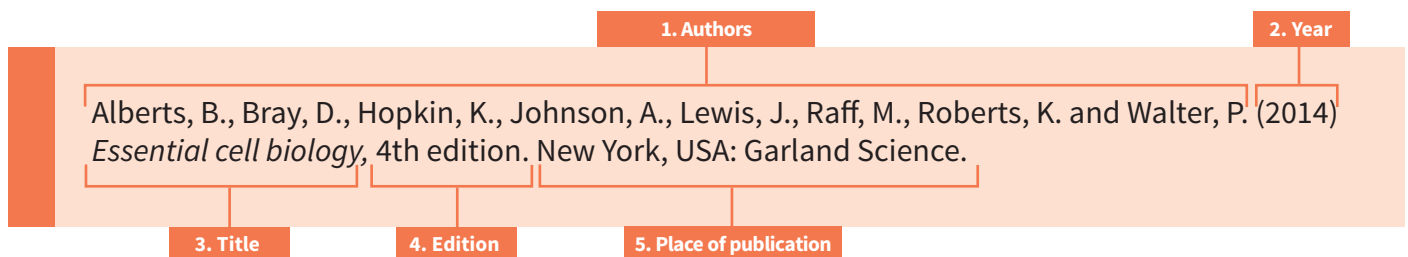 1. Authors
2. Year
Alberts, B., Bray, D., Hopkin, K., Johnson, A., Lewis, J., Raff, M., Roberts, K. and Walter, P. (2014)
Essential cell biology, 4th edition. New York, USA: Garland Science.
3. Title
4. Edition
5. Place of publication